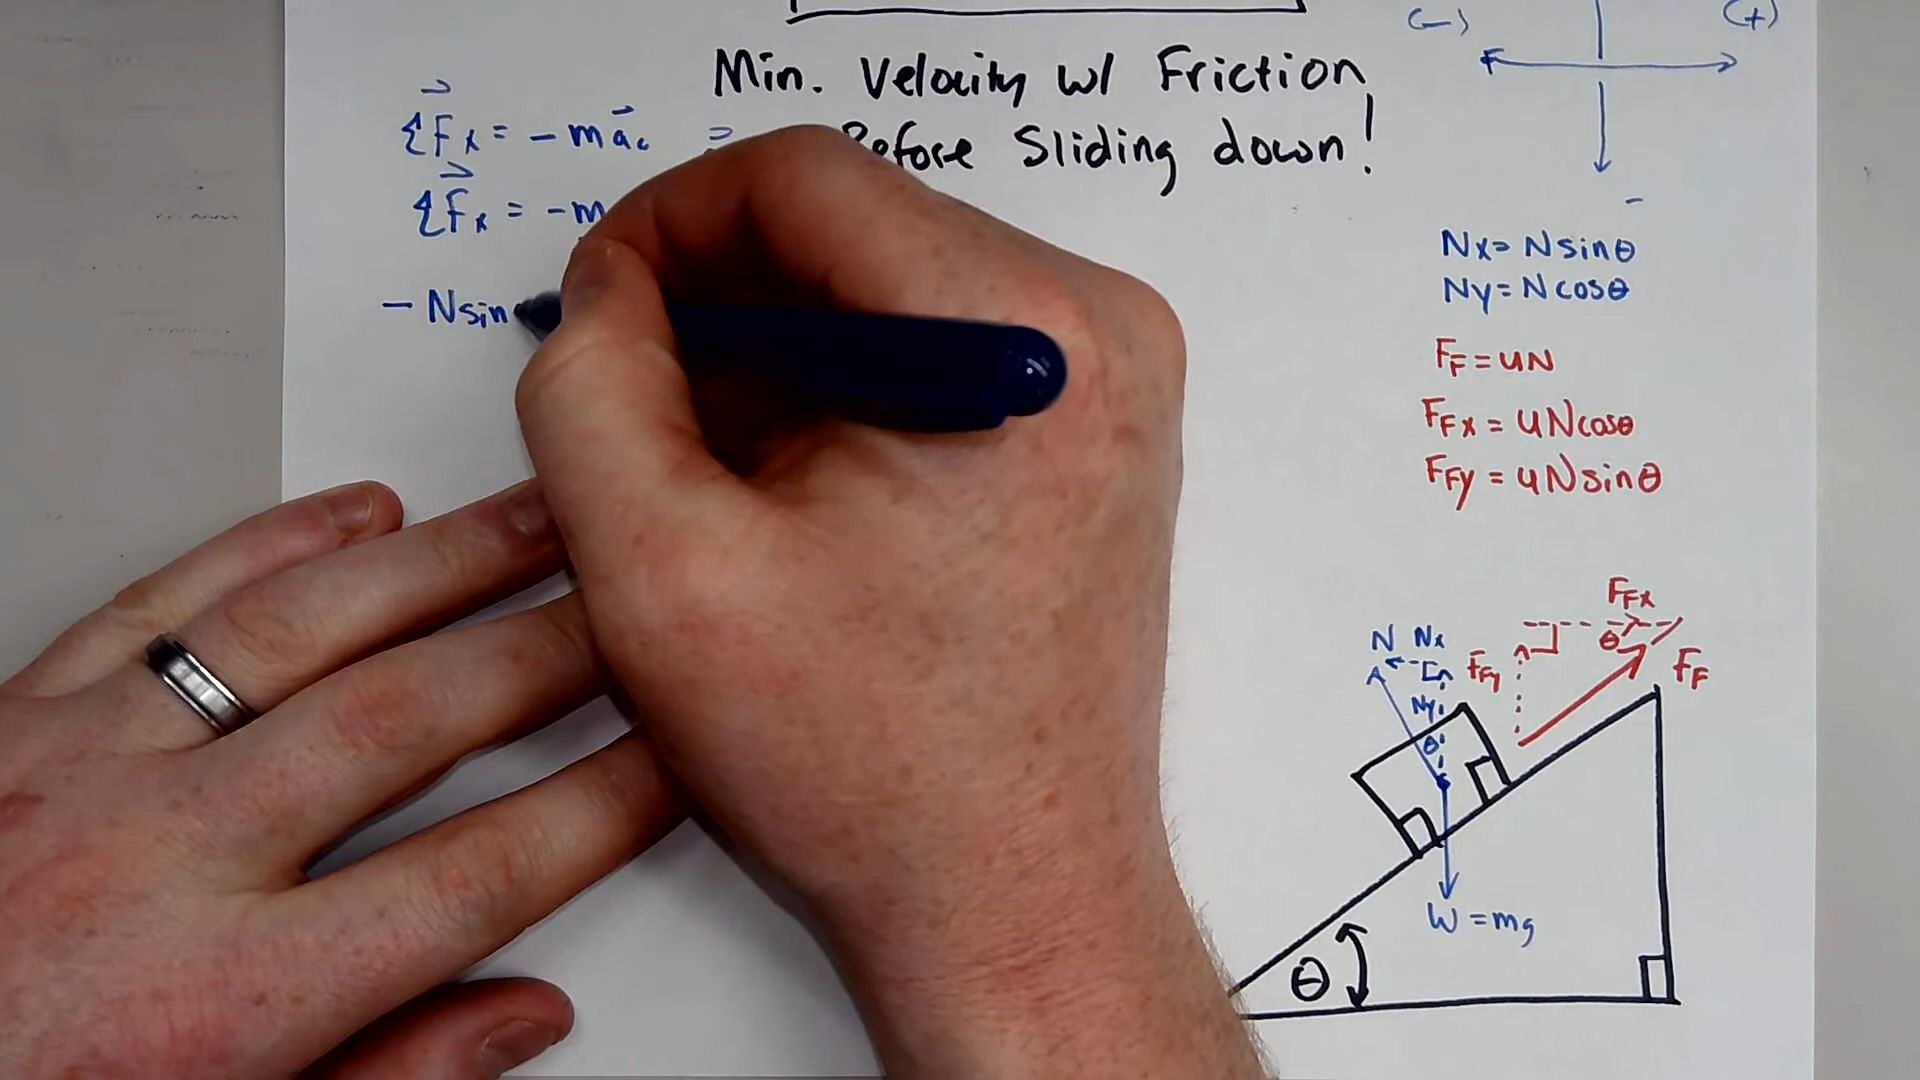 Min. Velocity w/ Friction
Before Sliding down!
(-) (+)
ΣFx = -mac =
ΣFx = -m
- Nsin
-
Nx = Nsinθ
Ny = Ncosθ
FF = uN
FFx = uNcosθ
FFy = uNsinθ
FFx
θ
N Nx
FFy
FF
Ny
θ
W = mg
θ